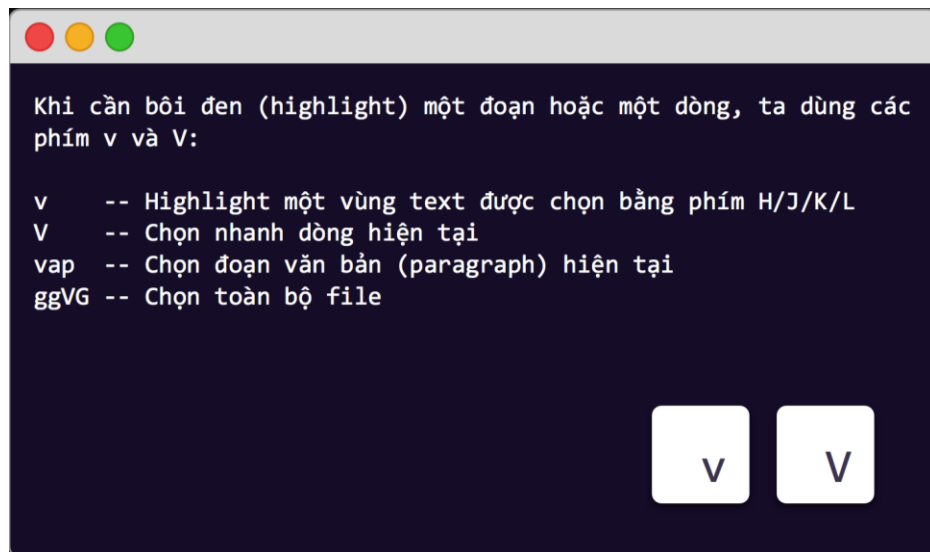 Khi cần bôi đen (highlight) một đoạn hoặc một dòng, ta dùng các
phím v và V:
v    -- Highlight một vùng text được chọn bằng phím H/J/K/L
V    -- Chọn nhanh dòng hiện tại
vap  -- Chọn đoạn văn bản (paragraph) hiện tại
ggVG -- Chọn toàn bộ file
v V